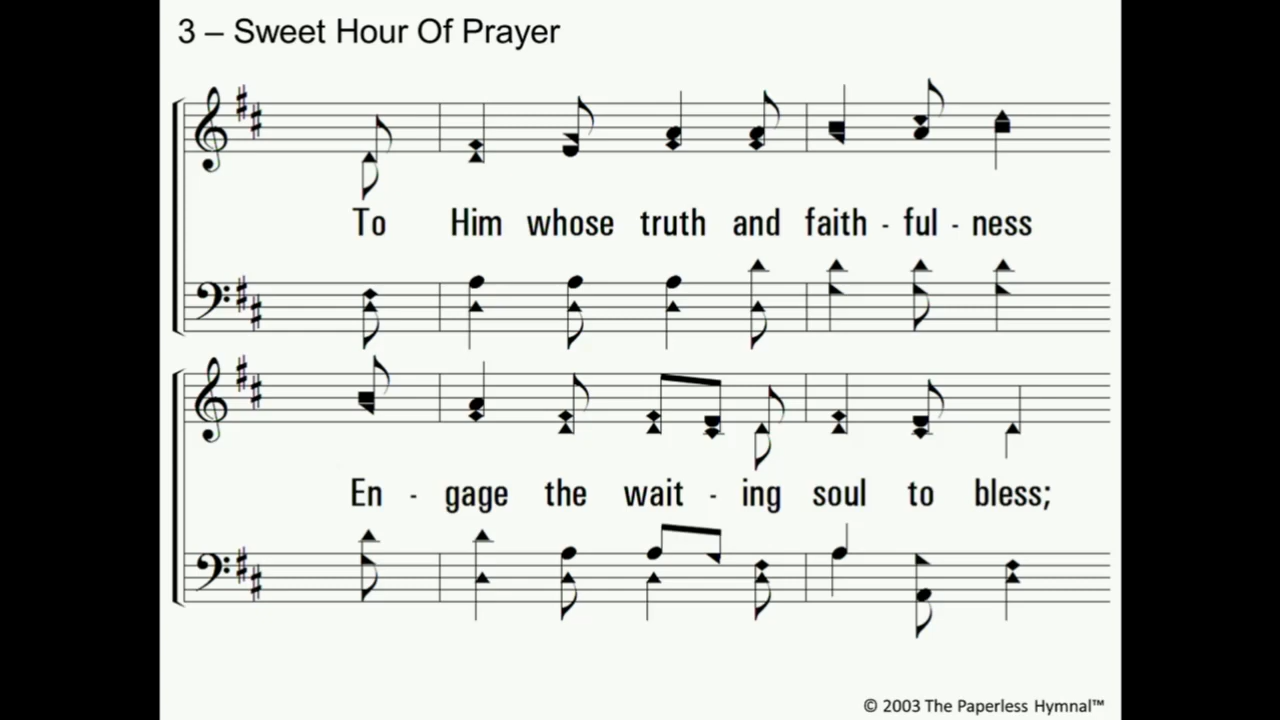 3 – Sweet Hour Of Prayer
To Him whose truth and faith - ful - ness
En - gage the wait - ing soul to bless;
© 2003 The Paperless Hymnal™